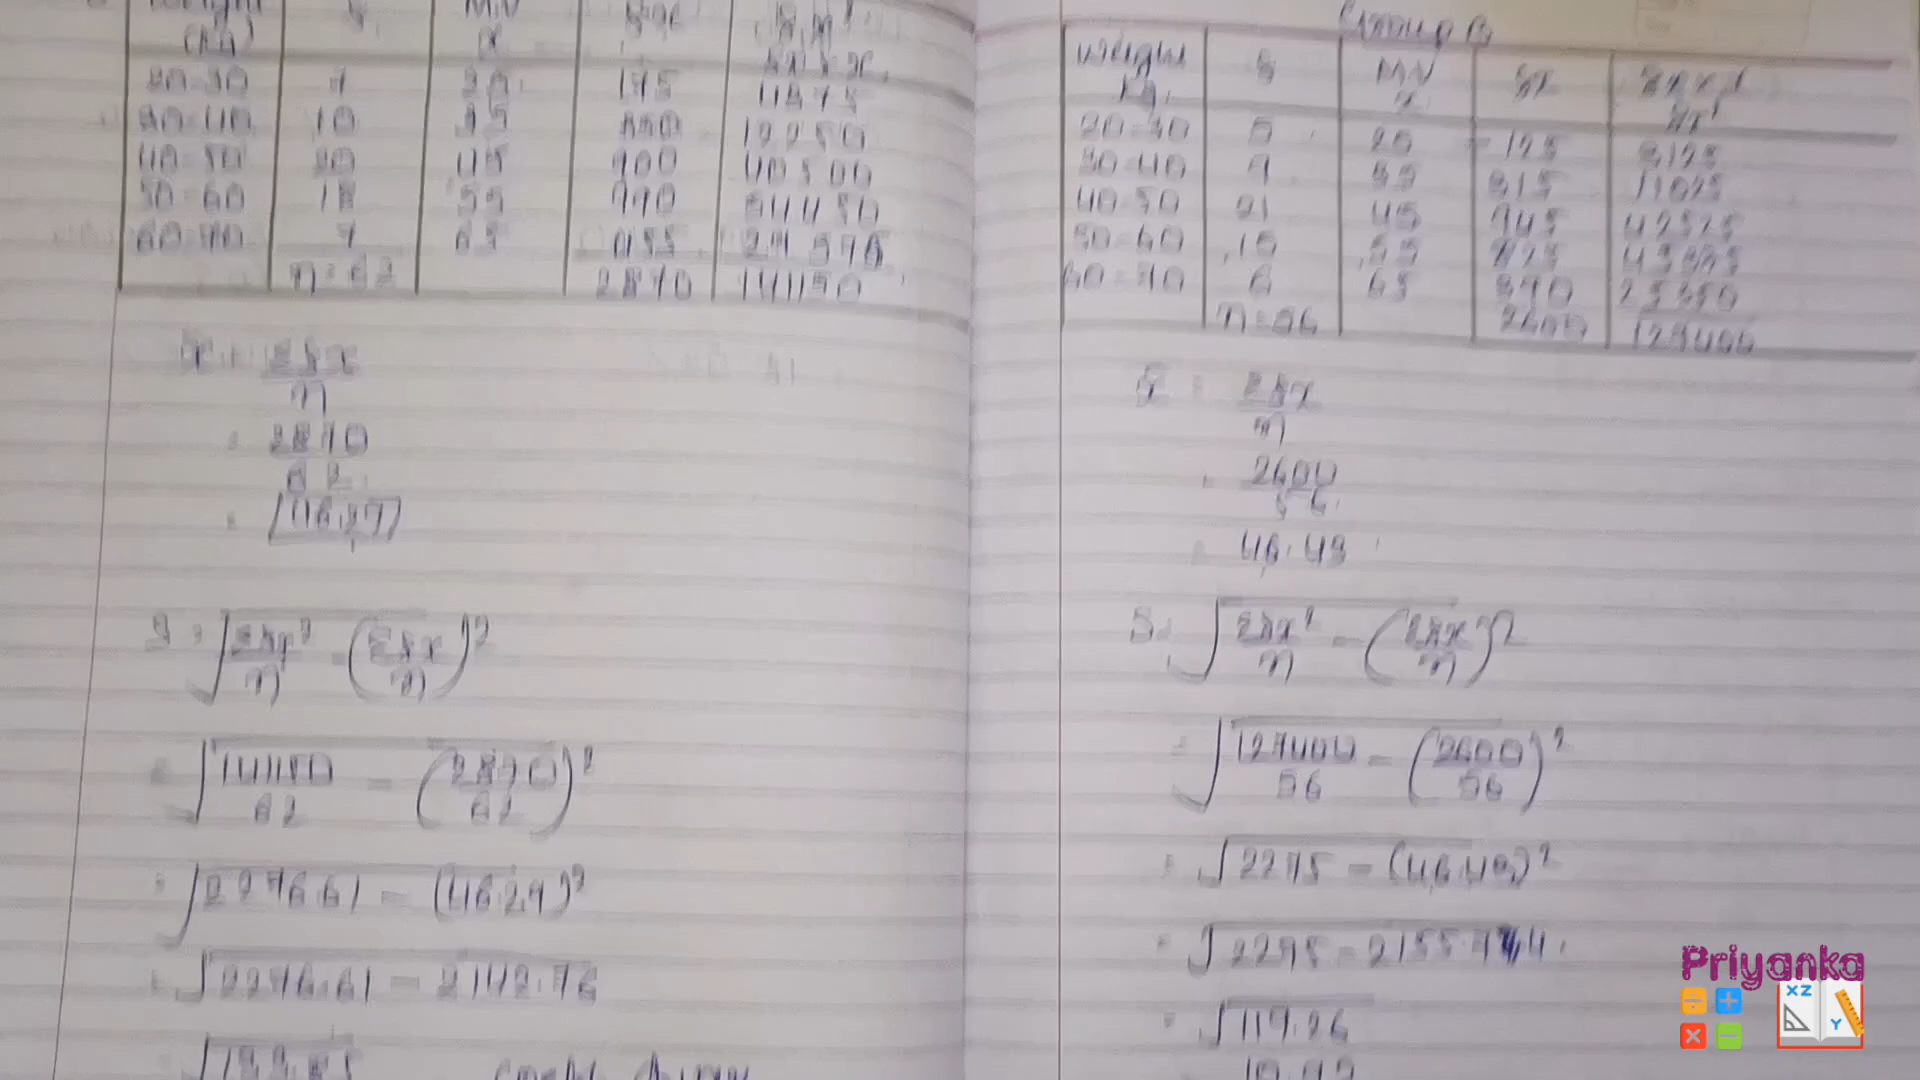 (kg) x
20-30 7 25 175
30-40 10 35 350 12250
40-50 20 45 900 40500
50-60 18 55 990 54450
60-70 7 65 455
n = 62 2870 141150
x̄ = Σfx
n
= 2870
62
= 46.29
S = √Σfx² - (Σfx)²
n n
= √141150 - (2870)²
62 62
= √2276.61 - (46.29)²
= √2276.61 - 2142.76
Group B
Weight f M.V fx
kg. x fx²
20-30 5 25 125 3125
30-40 9 35 315 11025
40-50 21 45 945 42525
50-60 15 55 825
60-70 6 65 390 25350
n = 56 2600 127400
x̄ = Σfx
n
= 2600
56
= 46.43
S = √Σfx² - (Σfx)²
n n
= √127400 - (2600)²
56 56
= √2275 - (46.43)²
= √2275 - 2155.744
= √119.26
Priyanka
XZ
Y